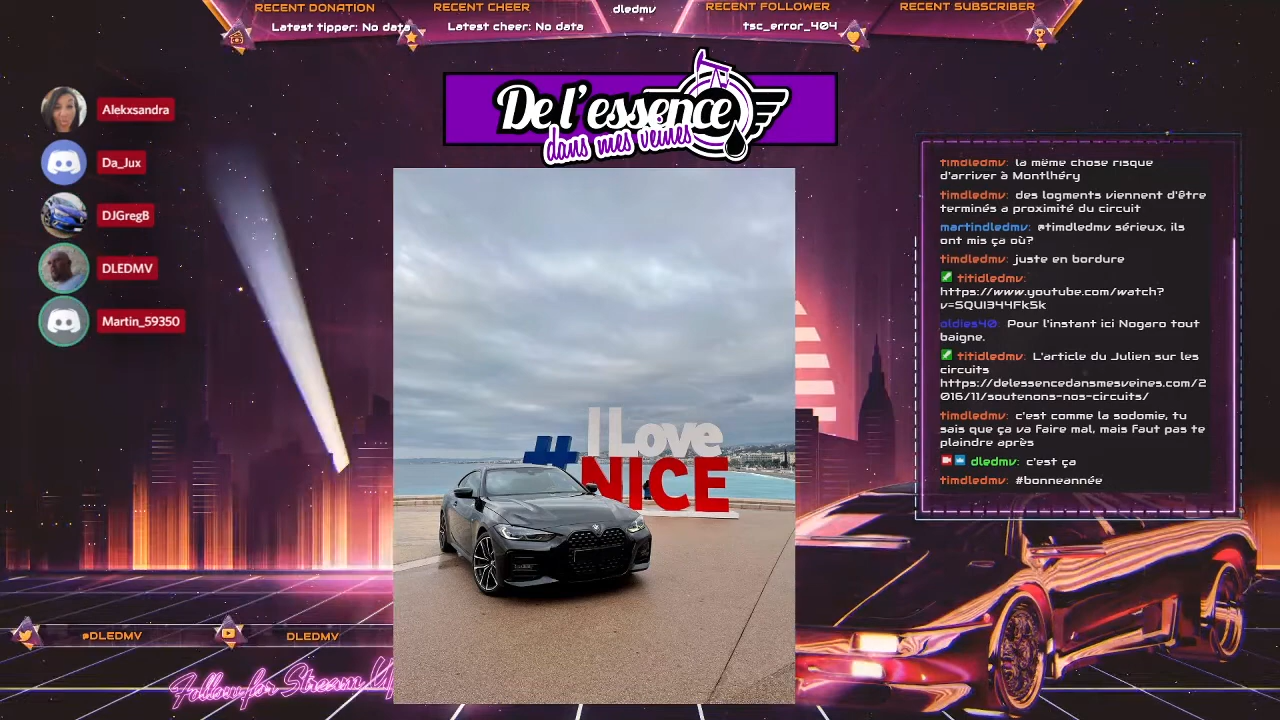 RECENT DONATION
RECENT CHEER
dledmv
RECENT FOLLOWER
RECENT SUBSCRIBER
Latest tipper: No data
Latest cheer: No data
tsc_error_404
De l'essence
dans mes veines
Alekxsandra
Da_Jux
DJGregB
DLEDMV
Martin_59350
# I Love
NICE
timdledmv: la même chose risque
d'arriver à Montlhéry
timdledmv: des logments viennent d'être
terminés a proximité du circuit
martindledmv: @timdledmv sérieux, ils
ont mis ça où?
timdledmv: juste en bordure
titidledmv:
https://www.youtube.com/watch?
v=SQUI344FkSk
oldies40: Pour l'instant ici Nogaro tout
baigne.
titidledmv: L'article du Julien sur les
circuits
https://delessencedansmesveines.com/2
016/11/soutenons-nos-circuits/
timdledmv: c'est comme la sodomie, tu
sais que ça va faire mal, mais faut pas te
plaindre après
dledmv: c'est ça
timdledmv: #bonneannée
@DLEDMV
DLEDMV
Follow for Stream Up